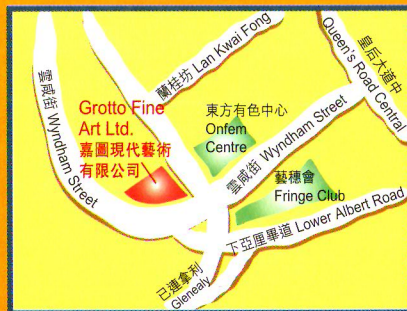 蘭桂坊 Lan Kwai Fong
皇后大道中
Queen's Road Central
雲咸街 Wyndham Street
Grotto Fine
Art Ltd.
嘉圖現代藝術
有限公司
東方有色中心
Onfem
Centre
雲咸街 Wyndham Street
藝穗會
Fringe Club
下亞厘畢道 Lower Albert Road
已連拿利
Glenealy